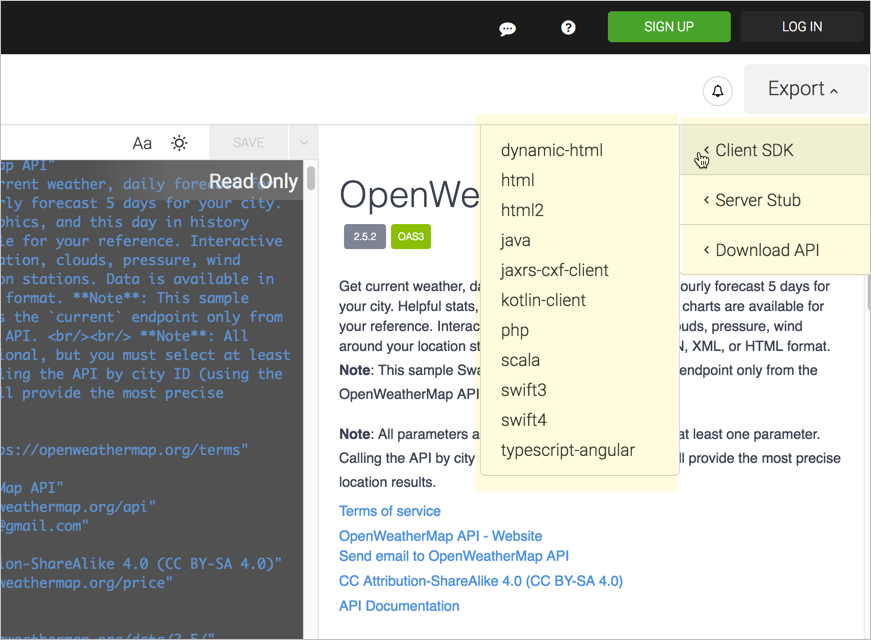 SIGN UP
LOG IN
Export
Aa
SAVE
Read Only
ap API"
rrent weather, daily forecast for
rly forecast 5 days for your city.
phics, and this day in history
le for your reference. Interactive
ation, clouds, pressure, wind
on stations. Data is available in
format. **Note**: This sample
s the `current` endpoint only from
API. <br/><br/> **Note**: All
ional, but you must select at least
ling the API by city ID (using the
ll provide the most precise
ps://openweathermap.org/terms"
Map API"
weathermap.org/api"
@gmail.com"
ion-ShareAlike 4.0 (CC BY-SA 4.0)"
weathermap.org/price"
weathermap.org/data/2.5/"
OpenWe
2.5.2 OAS3
Get current weather, da ourly forecast 5 days for
your city. Helpful stats, charts are available for
your reference. Interac uds, pressure, wind
around your location st N, XML, or HTML format.
Note: This sample Swa endpoint only from the
OpenWeatherMap API
Note: All parameters a at least one parameter.
Calling the API by city ll provide the most precise
location results.
Terms of service
OpenWeatherMap API - Website
Send email to OpenWeatherMap API
CC Attribution-ShareAlike 4.0 (CC BY-SA 4.0)
API Documentation
dynamic-html
html
html2
java
jaxrs-cxf-client
kotlin-client
php
scala
swift3
swift4
typescript-angular
Client SDK
Server Stub
Download API